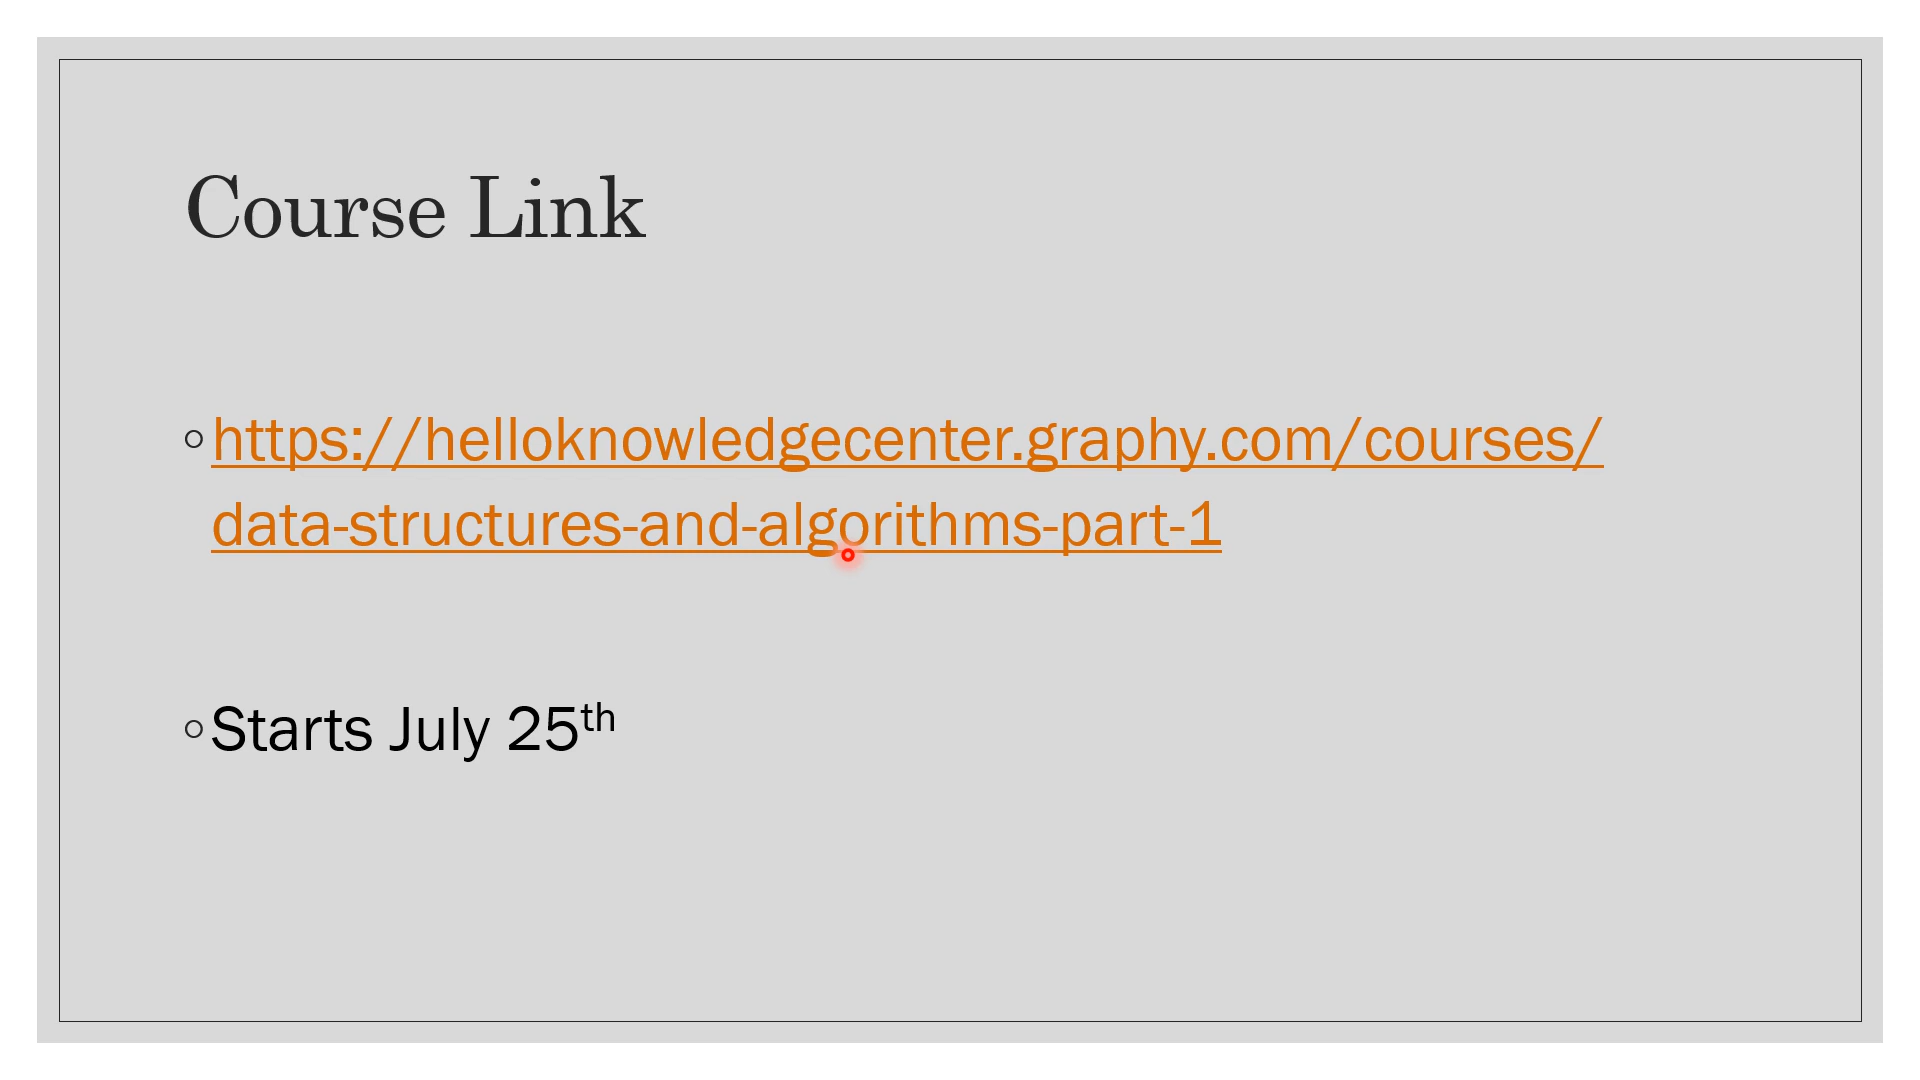 Course Link
https://helloknowledgecenter.graphy.com/courses/
data-structures-and-algorithms-part-1
Starts July 25th